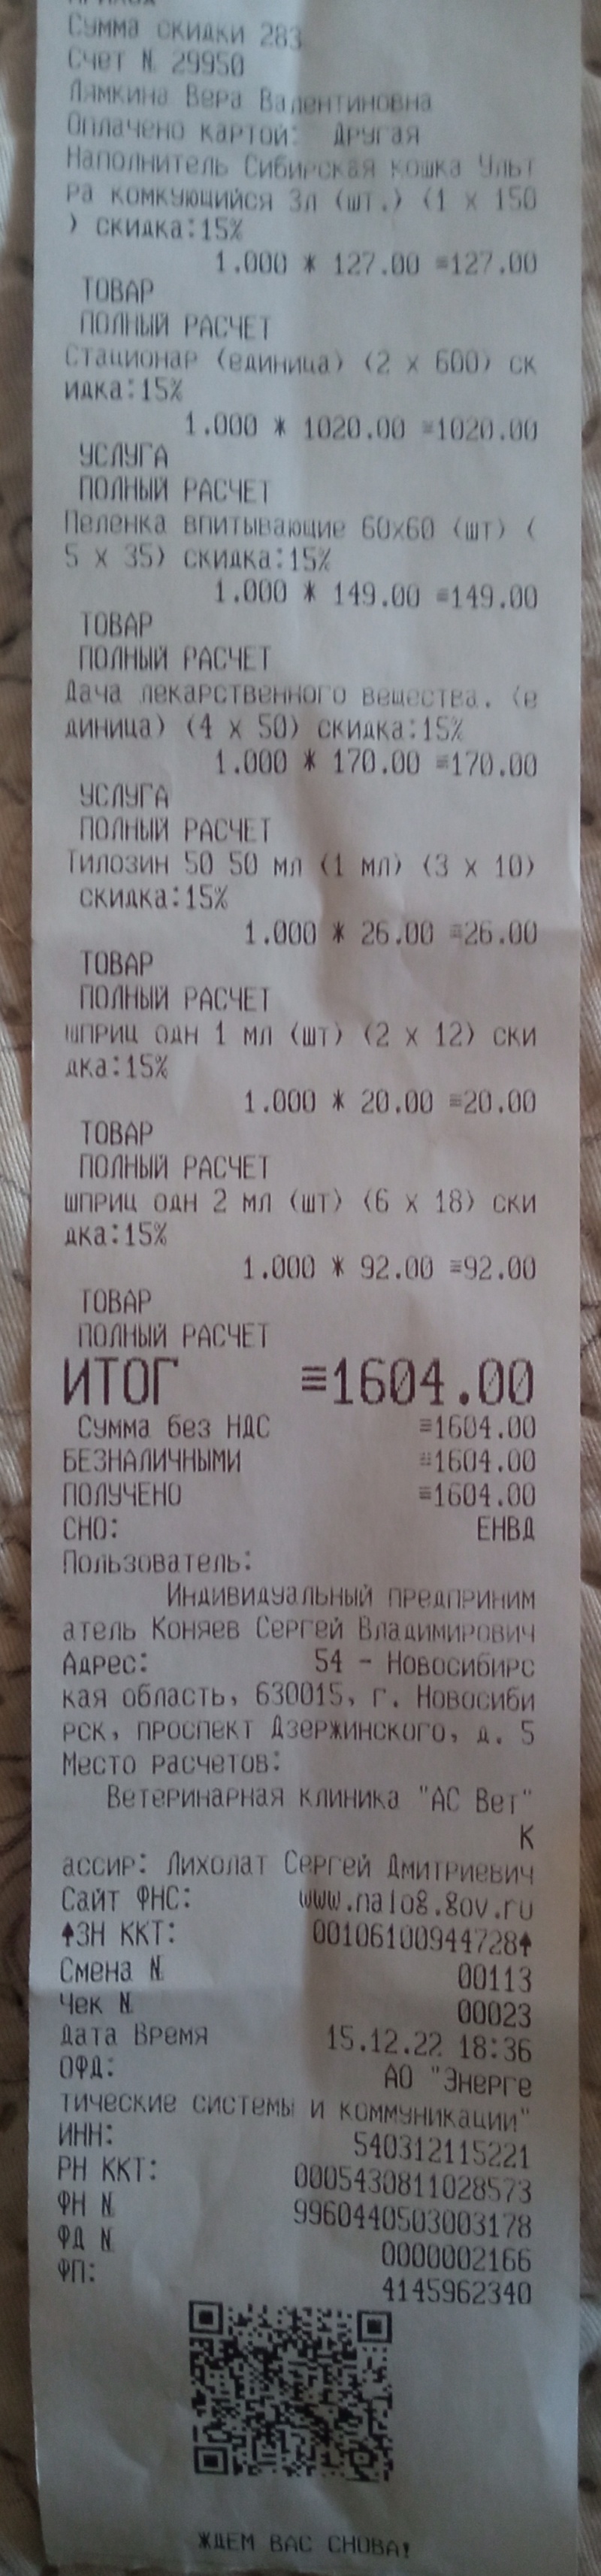 Сумма скидки 283
Счет № 29950
Лямкина Вера Валентиновна
Оплачено картой: Другая
Наполнитель Сибирская кошка Ульт
ра комкующийся 3л (шт.) (1 x 150
) скидка:15%
1.000 * 127.00 =127.00
ТОВАР
ПОЛНЫЙ РАСЧЕТ
Стационар (единица) (2 x 600) ск
идка:15%
1.000 * 1020.00 =1020.00
УСЛУГА
ПОЛНЫЙ РАСЧЕТ
Пеленка впитывающие 60x60 (шт) (
5 x 35) скидка:15%
1.000 * 149.00 =149.00
ТОВАР
ПОЛНЫЙ РАСЧЕТ
Дача лекарственного вещества. (е
диница) (4 x 50) скидка:15%
1.000 * 170.00 =170.00
УСЛУГА
ПОЛНЫЙ РАСЧЕТ
Тилозин 50 50 мл (1 мл) (3 x 10)
скидка:15%
1.000 * 26.00 =26.00
ТОВАР
ПОЛНЫЙ РАСЧЕТ
шприц одн 1 мл (шт) (2 x 12) ски
дка:15%
1.000 * 20.00 =20.00
ТОВАР
ПОЛНЫЙ РАСЧЕТ
шприц одн 2 мл (шт) (6 x 18) ски
дка:15%
1.000 * 92.00 =92.00
ТОВАР
ПОЛНЫЙ РАСЧЕТ
ИТОГ =1604.00
Сумма без НДС =1604.00
БЕЗНАЛИЧНЫМИ =1604.00
ПОЛУЧЕНО =1604.00
СНО: ЕНВД
Пользователь:
Индивидуальный предприним
атель Коняев Сергей Владимирович
Адрес: 54 - Новосибирс
кая область, 630015, г. Новосиби
рск, проспект Дзержинского, д. 5
Место расчетов:
Ветеринарная клиника "АС Вет"
К
ассир: Лихолат Сергей Дмитриевич
Сайт ФНС: www.nalog.gov.ru
↑ЗН ККТ: 00106100944728↑
Смена № 00113
Чек № 00023
Дата Время 15.12.22 18:36
ОФД: АО "Энерге
тические системы и коммуникации"
ИНН: 540312115221
РН ККТ: 0005430811028573
ФН № 9960440503003178
ФД № 0000002166
ФП: 4145962340
ЖДЕМ ВАС СНОВА!